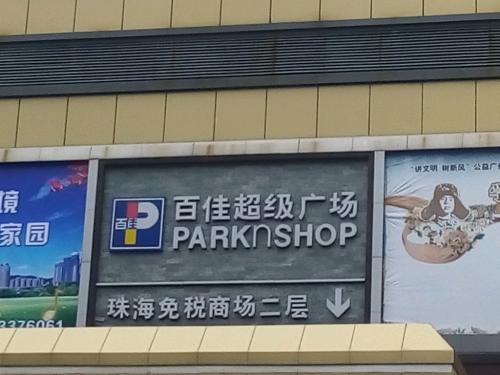 境
家园
3376061
百佳
百佳超级广场
PARKNSHOP
珠海免税商场二层
"讲文明 树新风"公益广